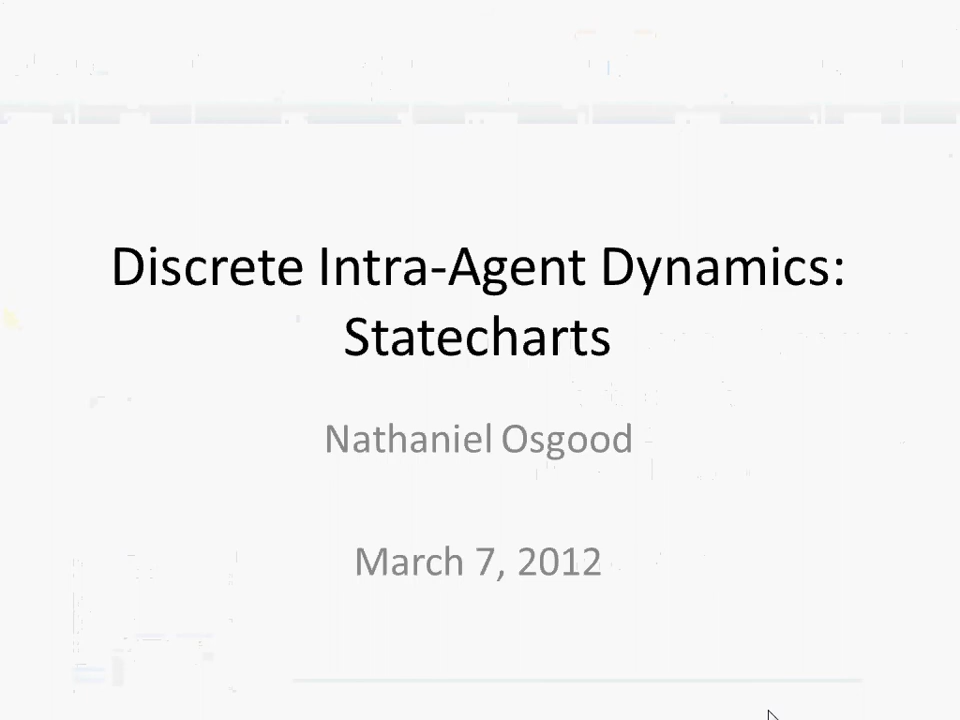 Discrete Intra-Agent Dynamics:
Statecharts
Nathaniel Osgood
March 7, 2012